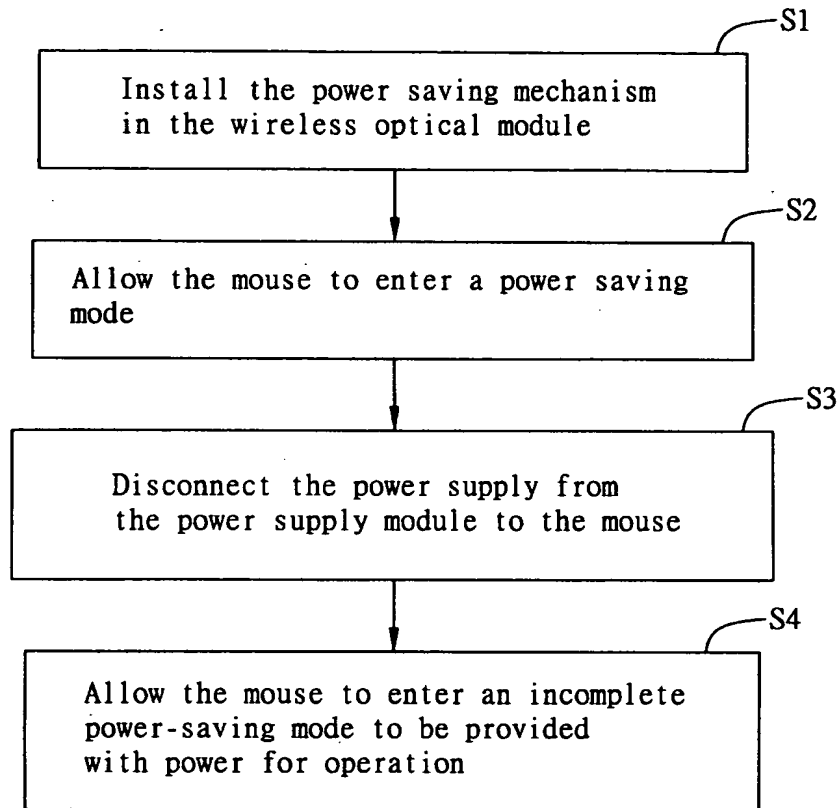 S1
Install the power saving mechanism
in the wireless optical module
S2
Allow the mouse to enter a power saving
mode
S3
Disconnect the power supply from
the power supply module to the mouse
S4
Allow the mouse to enter an incomplete
power-saving mode to be provided
with power for operation